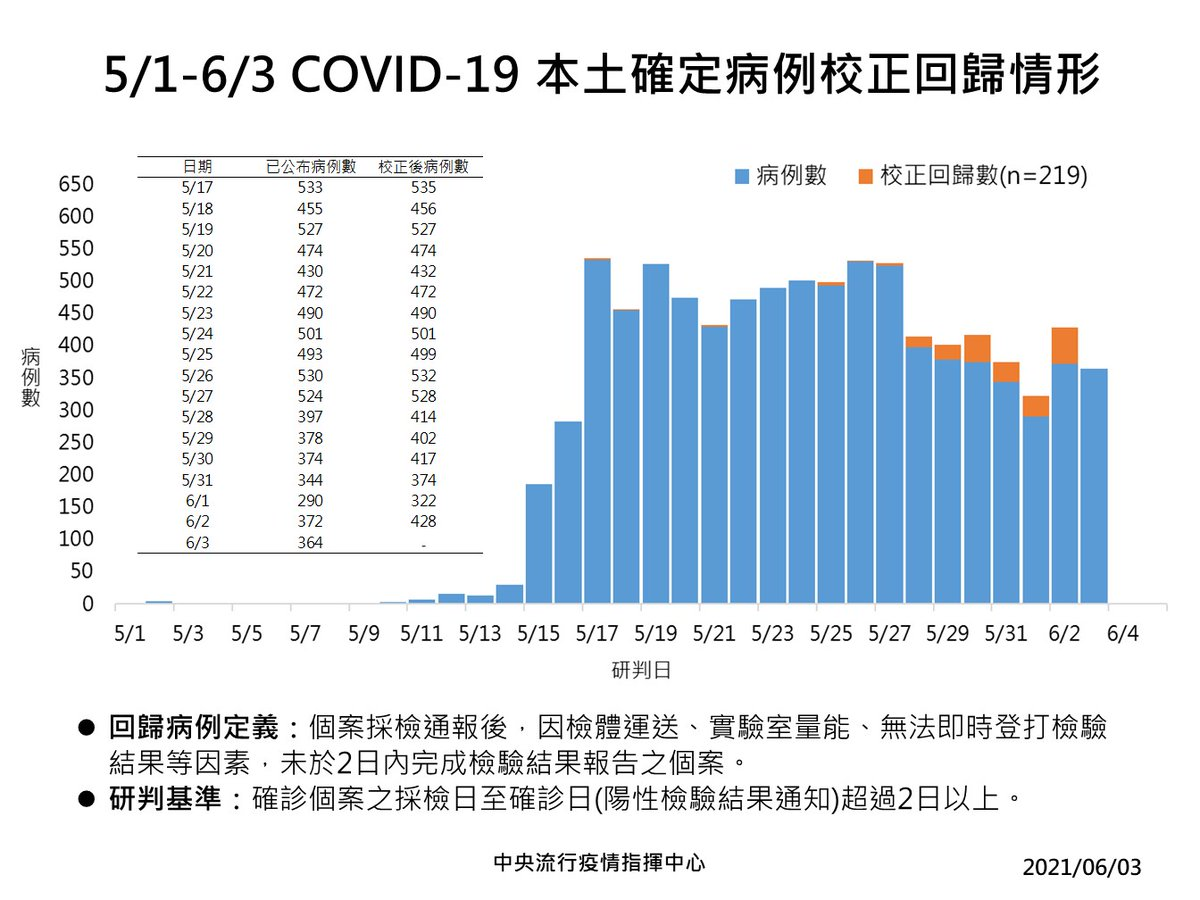 5/1-6/3 COVID-19 本土確定病例校正回歸情形
日期 已公布病例數 校正後病例數
5/17 533 535
5/18 455 456
5/19 527 527
5/20 474 474
5/21 430 432
5/22 472 472
5/23 490 490
5/24 501 501
5/25 493 499
5/26 530 532
5/27 524 528
5/28 397 414
5/29 378 402
5/30 374 417
5/31 344 374
6/1 290 322
6/2 372 428
6/3 364 -
病例數 校正回歸數(n=219)
650
600
550
500
450
400
350
300
250
200
150
100
50
0
病例數
5/1 5/3 5/5 5/7 5/9 5/11 5/13 5/15 5/17 5/19 5/21 5/23 5/25 5/27 5/29 5/31 6/2 6/4
研判日
● 回歸病例定義：個案採檢通報後，因檢體運送、實驗室量能、無法即時登打檢驗
結果等因素，未於2日內完成檢驗結果報告之個案。
● 研判基準：確診個案之採檢日至確診日(陽性檢驗結果通知)超過2日以上。
中央流行疫情指揮中心
2021/06/03